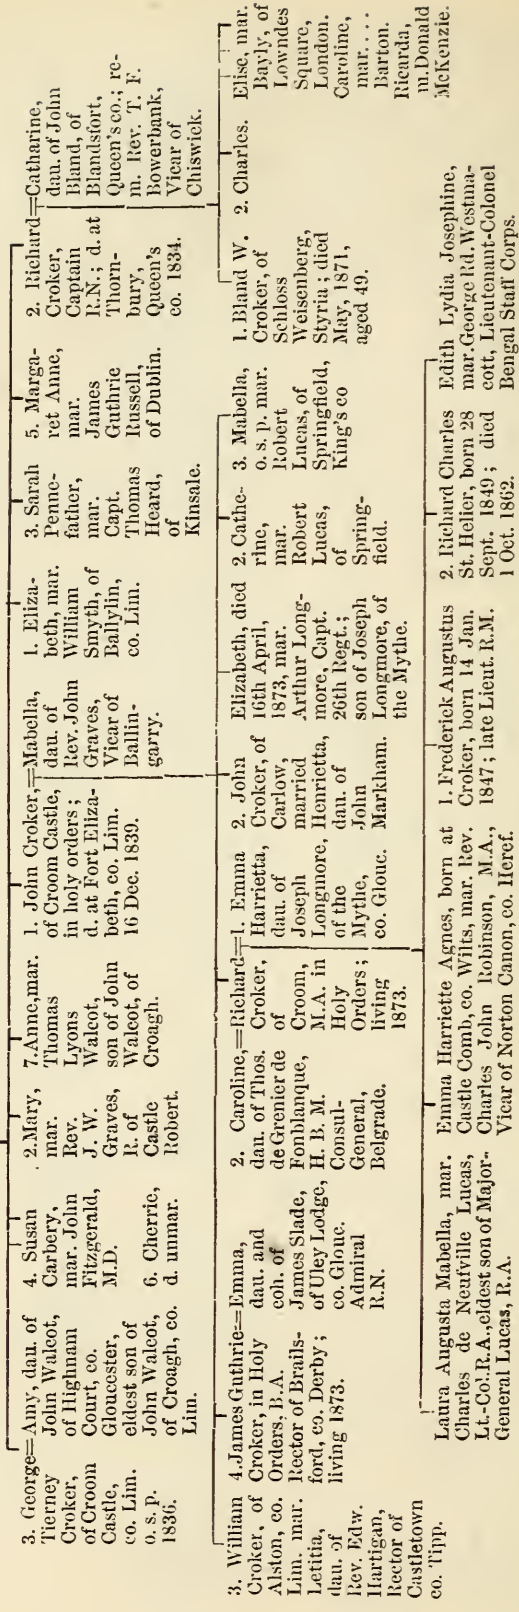 3. George=Amy, dau. of
Tierney John Walcot,
Croker, of Highnam
of Croom Court, co.
Castle, Gloucester,
co. Lim. eldest son of
o. s. p. John Walcot,
1836. of Croagh, co.
Lim.
4. Susan
Carbery,
mar. John
Fitzgerald,
M.D.
6. Cherrie,
d. unmar.
2. Mary,
mar.
Rev.
J. W.
Graves,
R. of
Castle
Robert.
7. Anne, mar.
Thomas
Lyons
Walcot,
son of John
Walcot, of
Croagh.
1. John Croker,=Mabella,
of Croom Castle, dau. of
in holy orders; Rev. John
d. at Fort Eliza- Graves,
beth, co. Lim. Vicar of
16 Dec. 1839. Ballin-
garry.
1. Eliza-
beth, mar.
William
Smyth, of
Ballylin,
co. Lim.
3. Sarah
Penne-
father,
mar.
Capt.
Thomas
Heard,
of
Kinsale.
5. Marga-
ret Anne,
mar.
James
Guthrie
Russell,
of Dublin.
2. Richard=Catharine,
Croker, dau. of John
Captain Bland, of
R.N.; d. at Blandsfort,
Thorn- Queen's co.; re-
bury, m. Rev. T. F.
Queen's Bowerbank,
co. 1834. Vicar of
Chiswick.
3. William
Croker, of
Alston, co.
Lim. mar.
Letitia,
dau. of
Rev. Edw.
Hartigan,
Rector of
Castletown
co. Tipp.
4. James Guthrie=Emma,
Croker, in Holy dau. and
Orders, B.A. coh. of
Rector of Brails- James Slade,
ford, co. Derby; of Uley Lodge,
living 1873. co. Glouc.
Admiral
R.N.
2. Caroline,=Richard=1. Emma
dau. of Thos. Croker, Harrietta,
de Grenier de of dau. of
Fonblanque, Croom, Joseph
H. B. M. M.A. in Longmore,
Consul- Holy of the
General, Orders; Mythe,
Belgrade. living co. Glouc.
1873.
2. John
Croker, of
Carlow,
married
Henrietta,
dau. of
John
Markham.
Elizabeth, died
16th April,
1873, mar.
Arthur Long-
more, Capt.
26th Regt.;
son of Joseph
Longmore, of
the Mythe.
2. Cathe-
rine,
mar.
Robert
Lucas,
of
Spring-
field.
3. Mabella,
o. s. p. mar.
Robert
Lucas, of
Springfield,
King's co
1. Bland W.
Croker, of
Schloss
Weisenberg,
Styria; died
May, 1871,
aged 49.
2. Charles.
Elise, mar.
Bayly, of
Lowndes
Square,
London.
Caroline,
mar. ....
Barton.
Ricarda,
m. Donald
McKenzie.
Laura Augusta Mabella, mar.
Charles de Neufville Lucas,
Lt.-Col. R.A., eldest son of Major-
General Lucas, R.A.
Emma Harriette Agnes, born at
Castle Comb, co. Wilts, mar. Rev.
Charles John Robinson, M.A.,
Vicar of Norton Canon, co. Heref.
1. Frederick Augustus
Croker, born 14 Jan.
1847; late Lieut. R.M.
2. Richard Charles
St. Helier, born 28
Sept. 1849; died
1 Oct. 1862.
Edith Lydia Josephine,
mar. George Rd. Westma-
cott, Lieutenant-Colonel
Bengal Staff Corps.